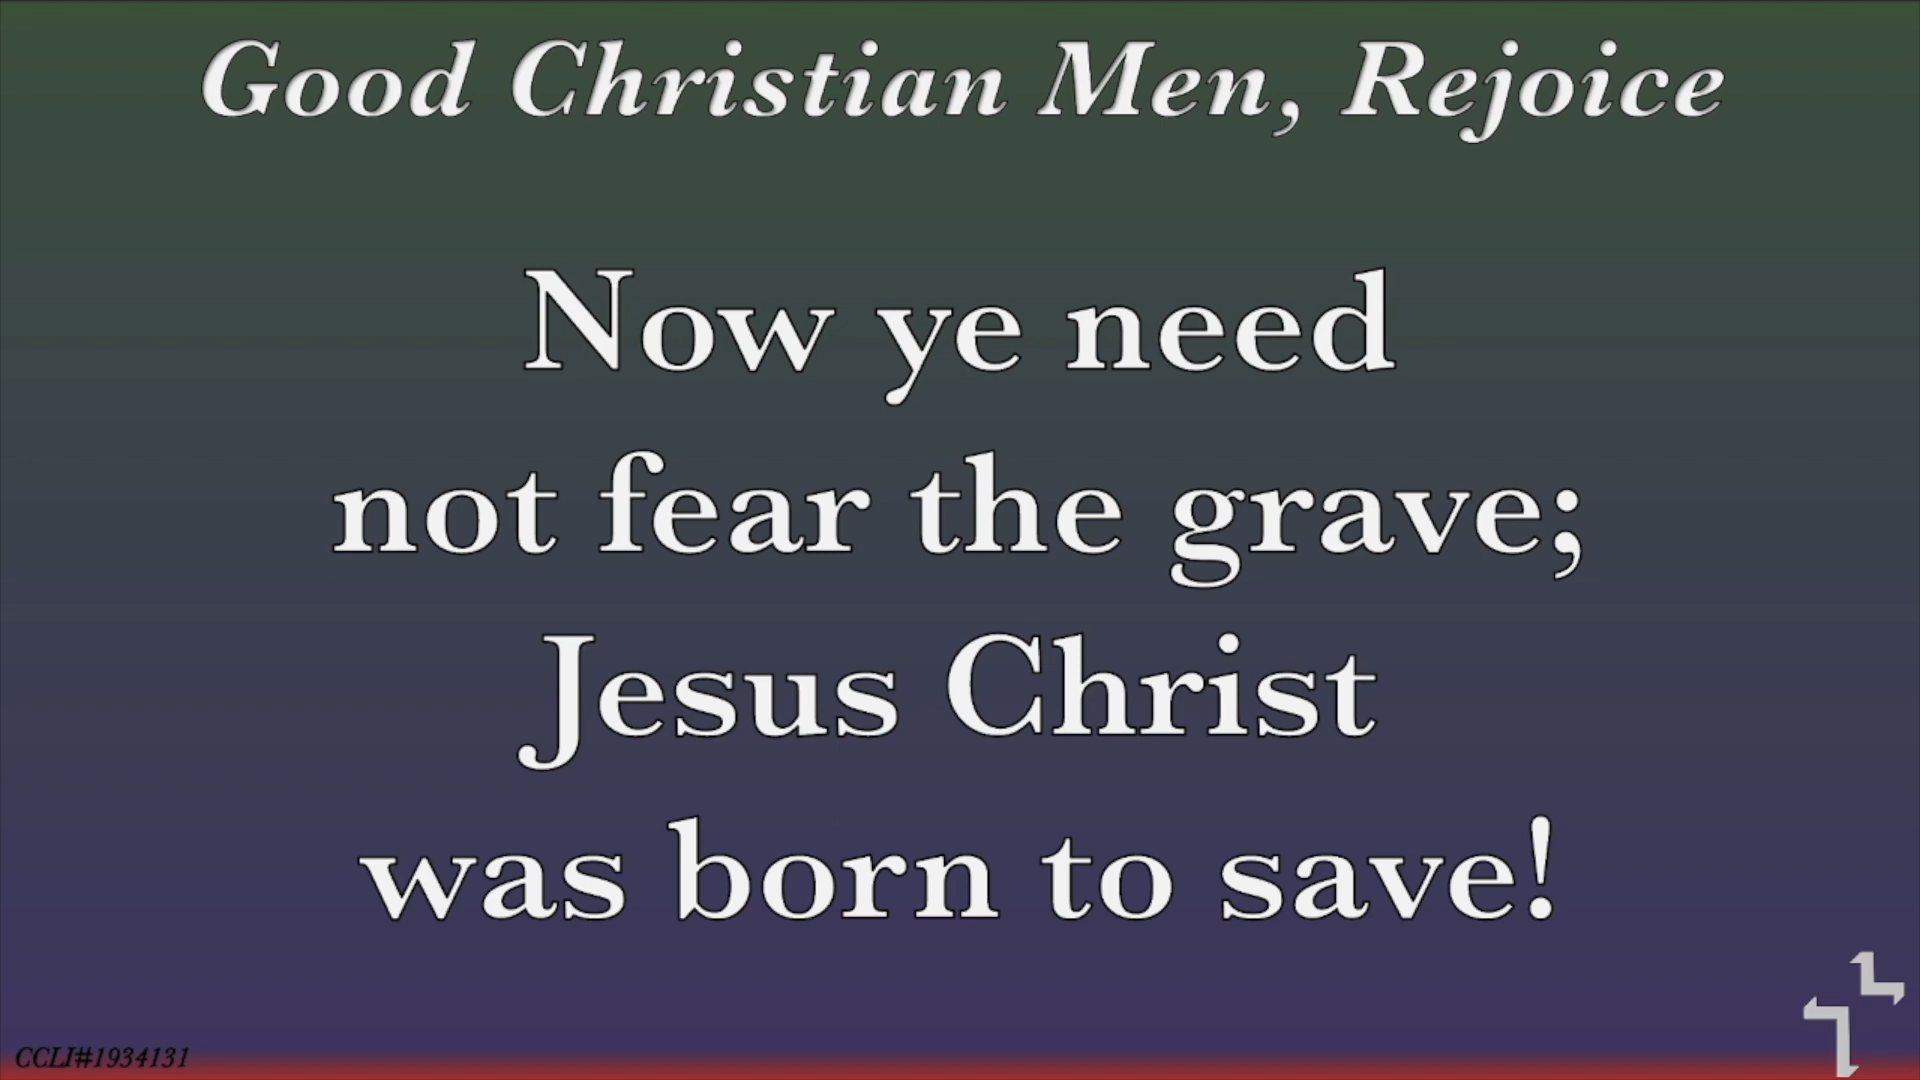 Good Christian Men, Rejoice
Now ye need
not fear the grave;
Jesus Christ
was born to save!
CCLI#1934131